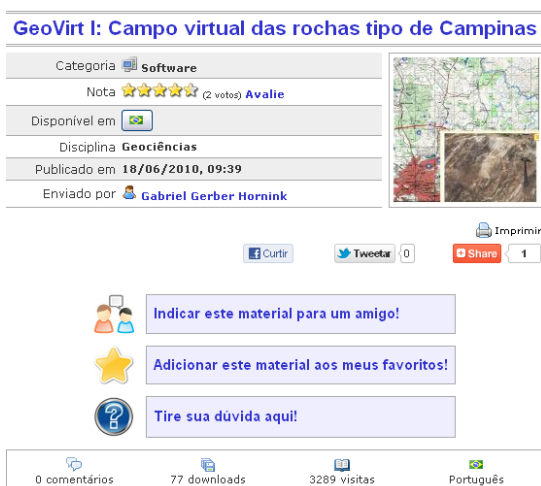 GeoVirt I: Campo virtual das rochas tipo de Campinas
Categoria Software
Nota (2 votos) Avalie
Disponível em
Disciplina Geociências
Publicado em 18/06/2010, 09:39
Enviado por Gabriel Gerber Hornink
Imprimir
Curtir Tweetar 0 Share 1
Indicar este material para um amigo!
Adicionar este material aos meus favoritos!
Tire sua dúvida aqui!
0 comentários 77 downloads 3289 visitas Português